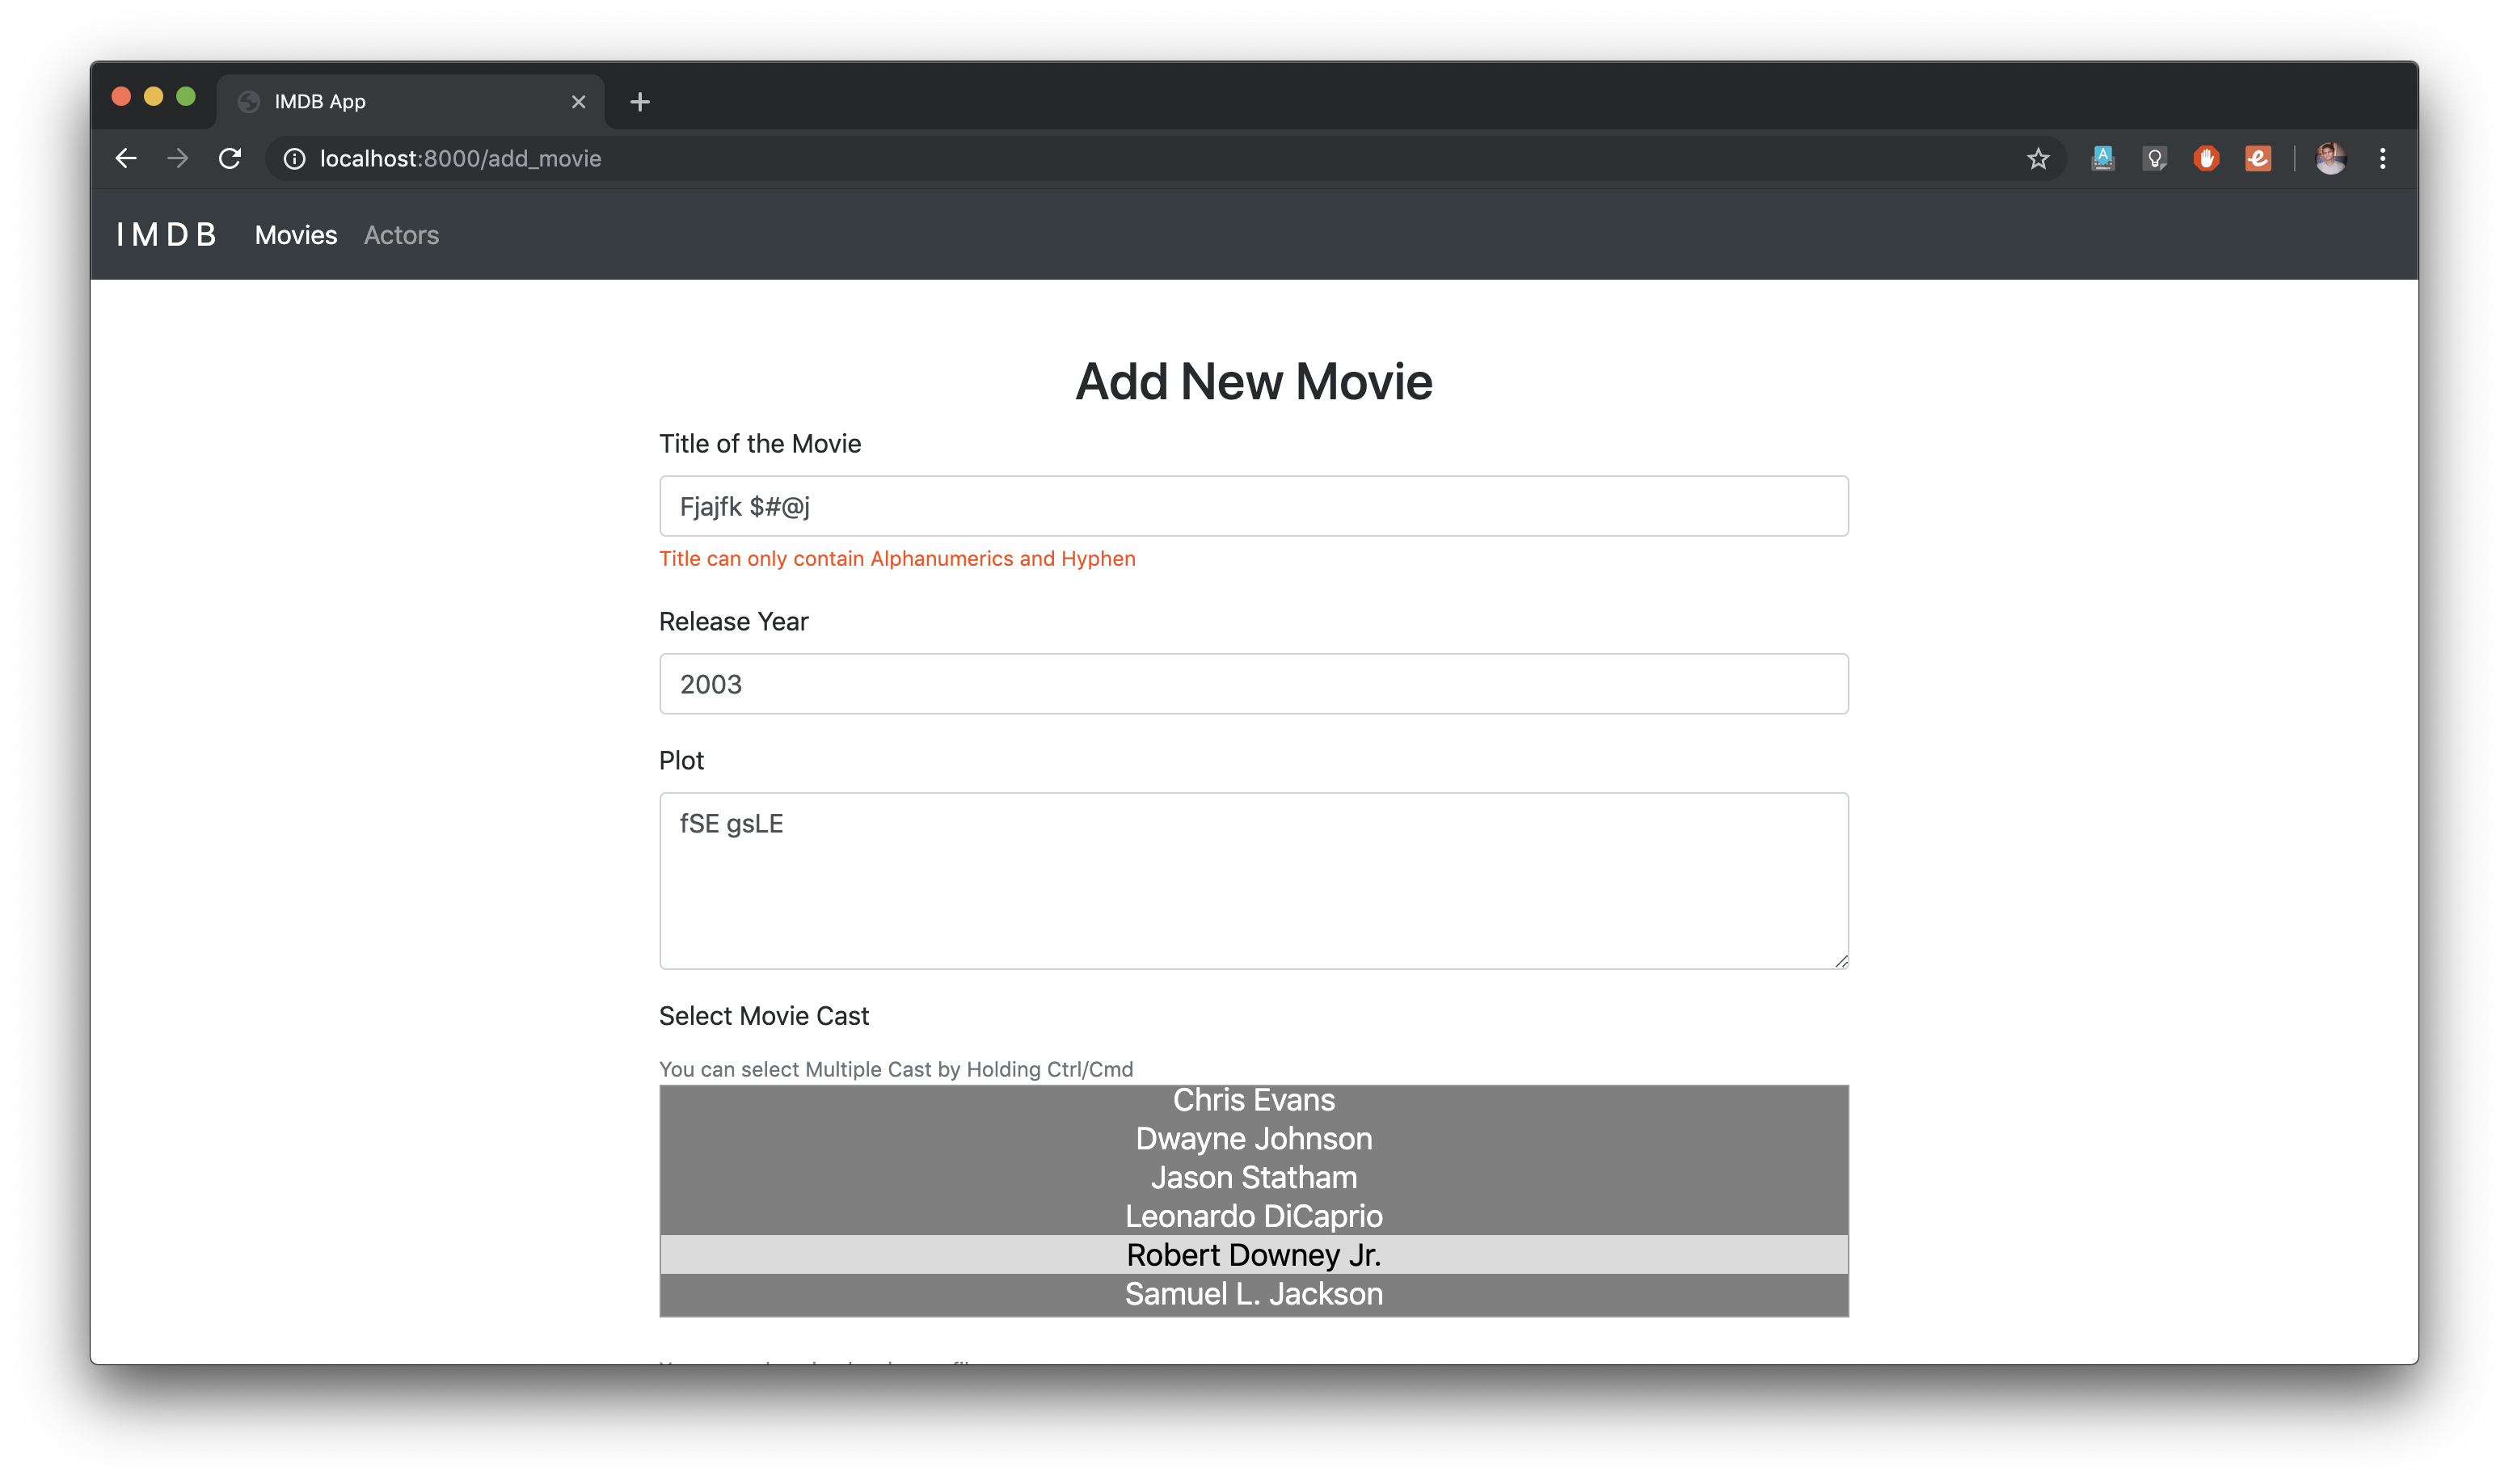 IMDB App
localhost:8000/add_movie
IMDB Movies Actors
Add New Movie
Title of the Movie
Fjajfk $#@j
Title can only contain Alphanumerics and Hyphen
Release Year
2003
Plot
fSE gsLE
Select Movie Cast
You can select Multiple Cast by Holding Ctrl/Cmd
Chris Evans
Dwayne Johnson
Jason Statham
Leonardo DiCaprio
Robert Downey Jr.
Samuel L. Jackson